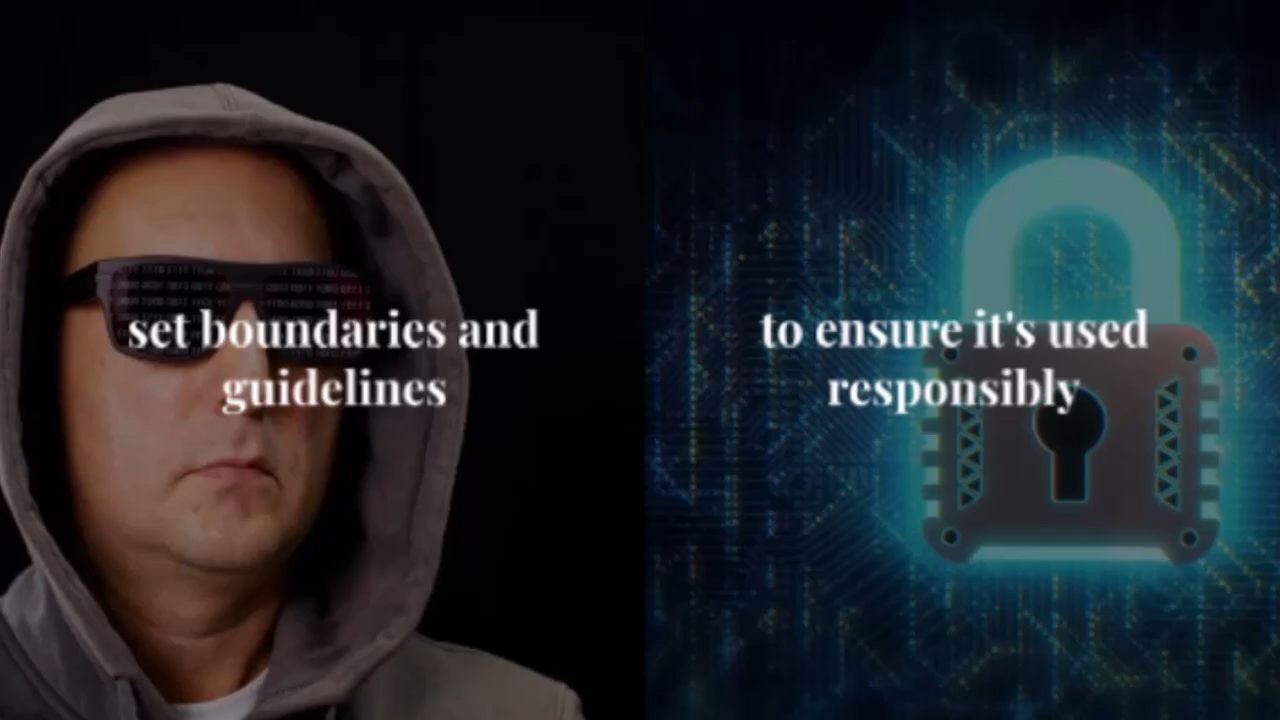 set boundaries and
guidelines
to ensure it's used
responsibly